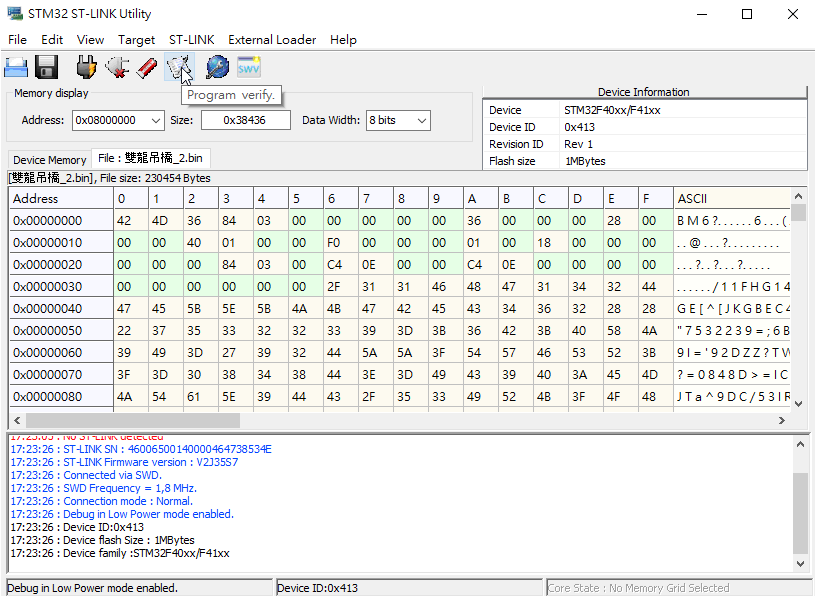 STM32 ST-LINK Utility
File Edit View Target ST-LINK External Loader Help
SWV
Program verify.
Memory display
Address: 0x08000000 Size: 0x38436 Data Width: 8 bits
Device Information
Device STM32F40xx/F41xx
Device ID 0x413
Revision ID Rev 1
Flash size 1MBytes
Device Memory File : 雙龍吊橋_2.bin
[雙龍吊橋_2.bin], File size: 230454 Bytes
Address 0 1 2 3 4 5 6 7 8 9 A B C D E F ASCII
0x00000000 42 4D 36 84 03 00 00 00 00 00 36 00 00 00 28 00 B M 6 ? . . . . . . 6 . . . (
0x00000010 00 00 40 01 00 00 F0 00 00 00 01 00 18 00 00 00 . . @ . . . ? . . . . . . . . .
0x00000020 00 00 00 84 03 00 C4 0E 00 00 C4 0E 00 00 00 00 . . . ? . . ? . . . ? . . . . .
0x00000030 00 00 00 00 00 00 2F 31 31 46 48 47 31 34 32 44 . . . . . . / 1 1 F H G 1 4
0x00000040 47 45 5B 5E 5B 4A 4B 47 42 45 43 34 36 32 28 28 G E [ ^ [ J K G B E C 4
0x00000050 22 37 35 33 32 32 33 39 3D 3B 36 42 3B 40 58 4A " 7 5 3 2 2 3 9 = ; 6 B
0x00000060 39 49 3D 27 39 32 44 5A 5A 3F 54 57 46 53 52 3B 9 I = ' 9 2 D Z Z ? T W
0x00000070 3F 3D 30 38 34 38 44 3E 3D 49 43 39 40 3A 45 4D ? = 0 8 4 8 D > = I C
0x00000080 4A 54 61 5E 39 44 43 2F 35 33 49 52 4B 3F 4F 48 J T a ^ 9 D C / 5 3 I R
17:23:05 : No ST-LINK detected
17:23:26 : ST-LINK SN : 46006500140000464738534E
17:23:26 : ST-LINK Firmware version : V2J35S7
17:23:26 : Connected via SWD.
17:23:26 : SWD Frequency = 1,8 MHz.
17:23:26 : Connection mode : Normal.
17:23:26 : Debug in Low Power mode enabled.
17:23:26 : Device ID:0x413
17:23:26 : Device flash Size : 1MBytes
17:23:26 : Device family :STM32F40xx/F41xx
Debug in Low Power mode enabled. Device ID:0x413 Core State : No Memory Grid Selected